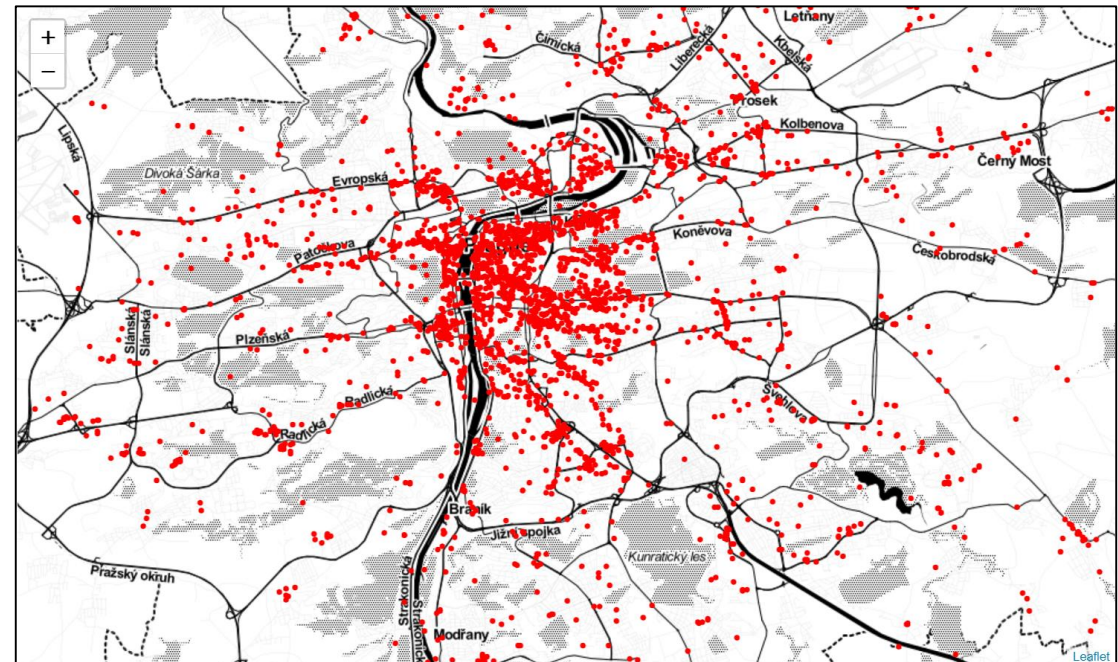 +
−
Letňany
Čimická
Liberecká
Kbelská
Prosek
Kolbenova
Lipská
Černý Most
Divoká Šárka
Evropská
Koněvova
Patočkova
Českobrodská
Slánská
Slánská
Plzeňská
Radlická
Švehlova
Radlická
Braník
Jižní spojka
Kunratický les
Pražský okruh
Strakonická
Strakonická
Modřany
Leaflet